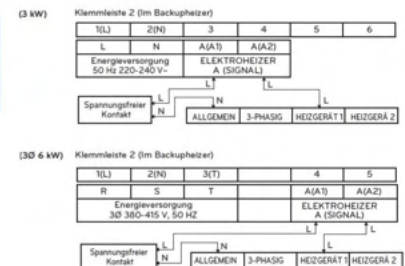 (3 kW) Klemmleiste 2 (Im Backupheizer)
1(L) 2(N) 3 4 5 6
L N A(A1) A(A2)
Energieversorgung
50 Hz 220-240 V~
ELEKTROHEIZER
A (SIGNAL)
L L
Spannungsfreier
Kontakt
L
N
N
ALLGEMEIN 3-PHASIG HEIZGERÄT 1 HEIZGERÄ 2
(3Ø 6 kW) Klemmleiste 2 (Im Backupheizer)
1(L) 2(N) 3(T) 4 5
R S T A(A1) A(A2)
Energieversorgung
3Ø 380-415 V, 50 HZ
ELEKTROHEIZER
A (SIGNAL)
L L
Spannungsfreier
Kontakt
L
N
N
ALLGEMEIN 3-PHASIG HEIZGERÄT 1 HEIZGERÄ 2